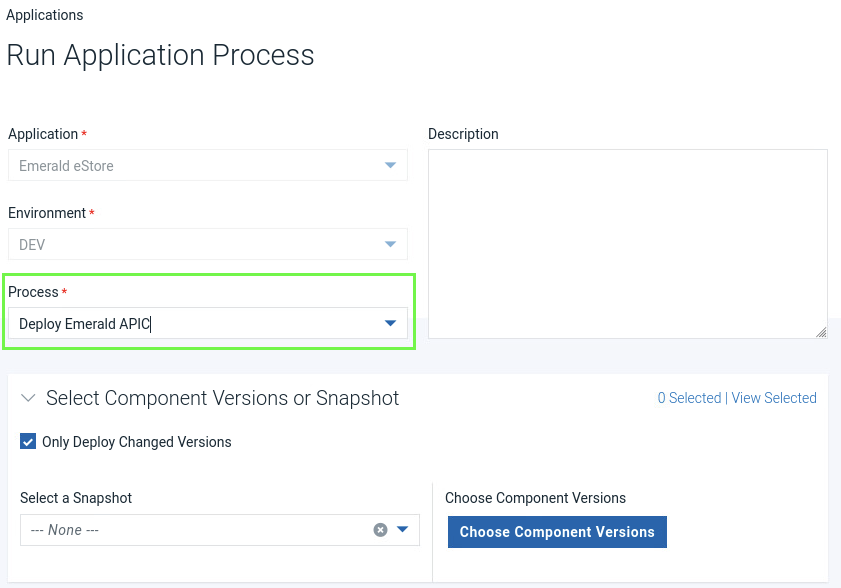 Applications
Run Application Process
Application *
Emerald eStore
Environment *
DEV
Process *
Deploy Emerald APIC
Description
Select Component Versions or Snapshot
0 Selected | View Selected
Only Deploy Changed Versions
Select a Snapshot
--- None ---
Choose Component Versions
Choose Component Versions